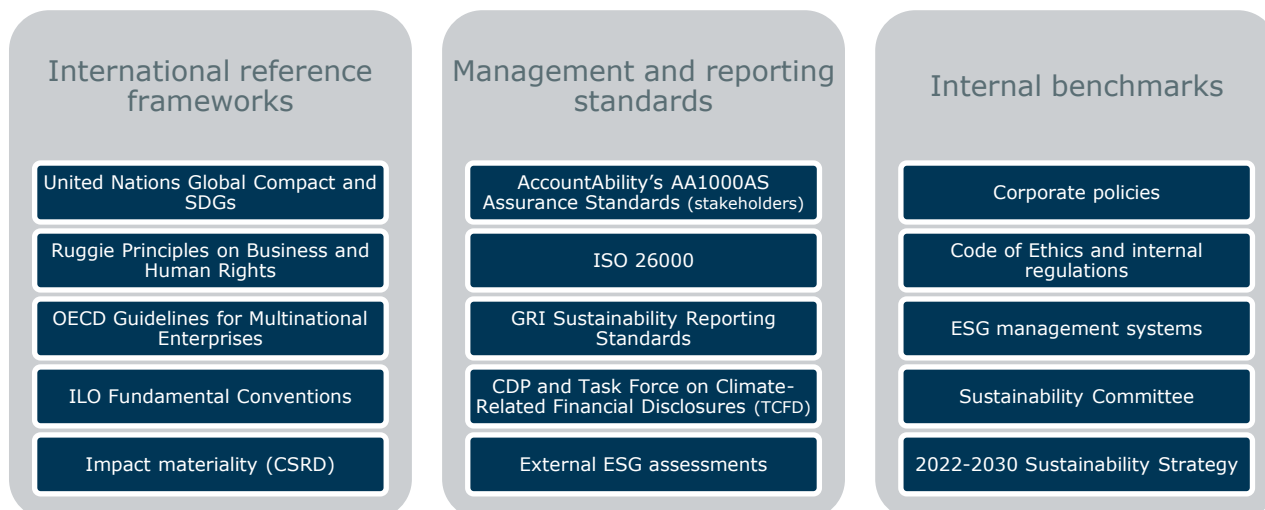 International reference
frameworks
United Nations Global Compact and
SDGs
Ruggie Principles on Business and
Human Rights
OECD Guidelines for Multinational
Enterprises
ILO Fundamental Conventions
Impact materiality (CSRD)
Management and reporting
standards
AccountAbility’s AA1000AS
Assurance Standards (stakeholders)
ISO 26000
GRI Sustainability Reporting
Standards
CDP and Task Force on Climate-
Related Financial Disclosures (TCFD)
External ESG assessments
Internal benchmarks
Corporate policies
Code of Ethics and internal
regulations
ESG management systems
Sustainability Committee
2022-2030 Sustainability Strategy